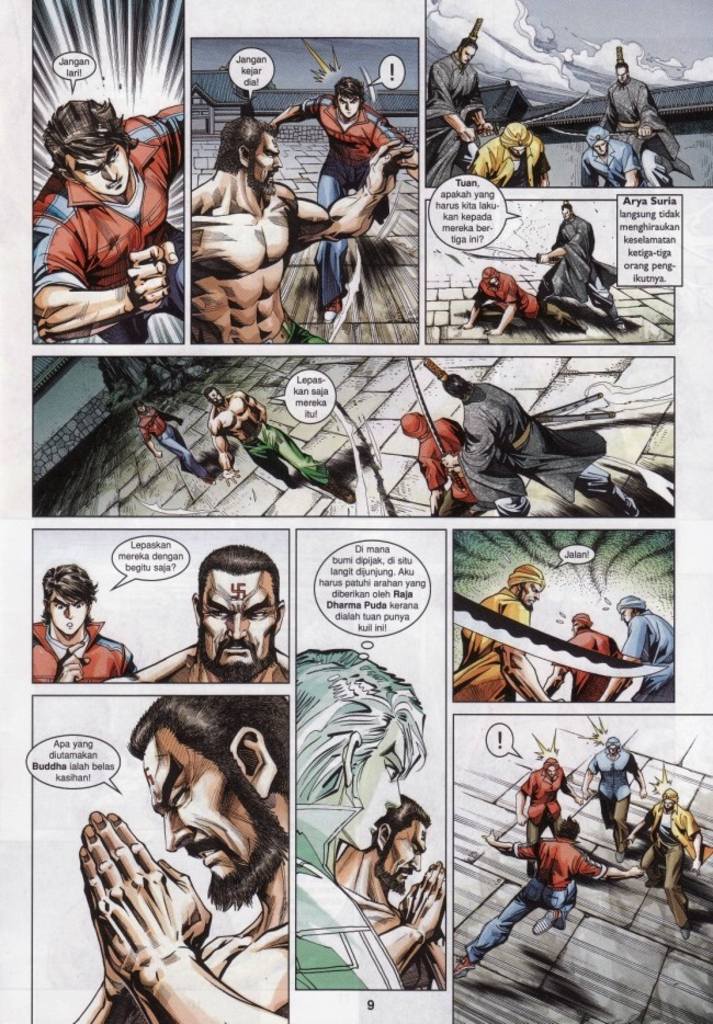 Jangan
lari!
Jangan
kejar
dia!
!
Tuan,
apakah yang
harus kita laku-
kan kepada
mereka ber-
tiga ini?
Arya Suria
langsung tidak
menghiraukan
keselamatan
ketiga-tiga
orang peng-
ikutnya.
Lepas-
kan saja
mereka
itu!
Lepaskan
mereka dengan
begitu saja?
Di mana
bumi dipijak, di situ
langit dijunjung. Aku
harus patuhi arahan yang
diberikan oleh Raja
Dharma Puda kerana
dialah tuan punya
kuil ini!
Jalan!
Apa yang
diutamakan
Buddha ialah belas
kasihan!
!
9